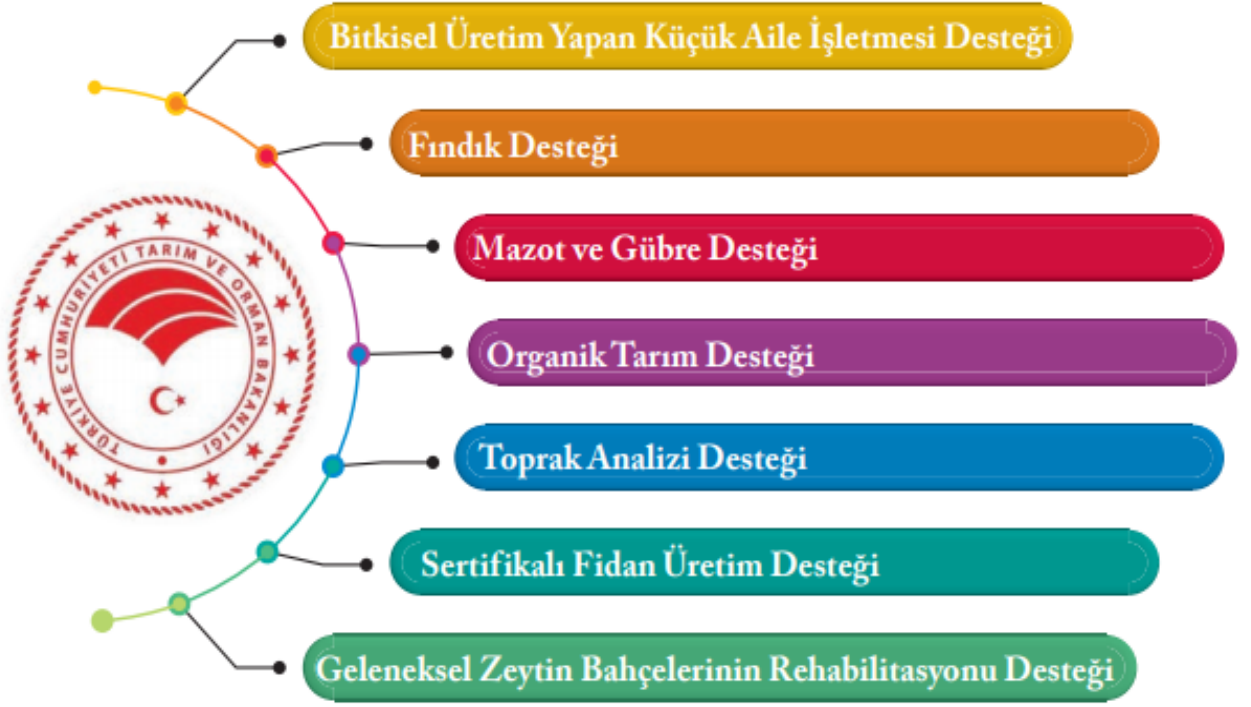 Bitkisel Üretim Yapan Küçük Aile İşletmesi Desteği
Fındık Desteği
Mazot ve Gübre Desteği
TÜRKİYE CUMHURİYETİ TARIM VE ORMAN BAKANLIĞI
Organik Tarım Desteği
Toprak Analizi Desteği
Sertifikalı Fidan Üretim Desteği
Geleneksel Zeytin Bahçelerinin Rehabilitasyonu Desteği